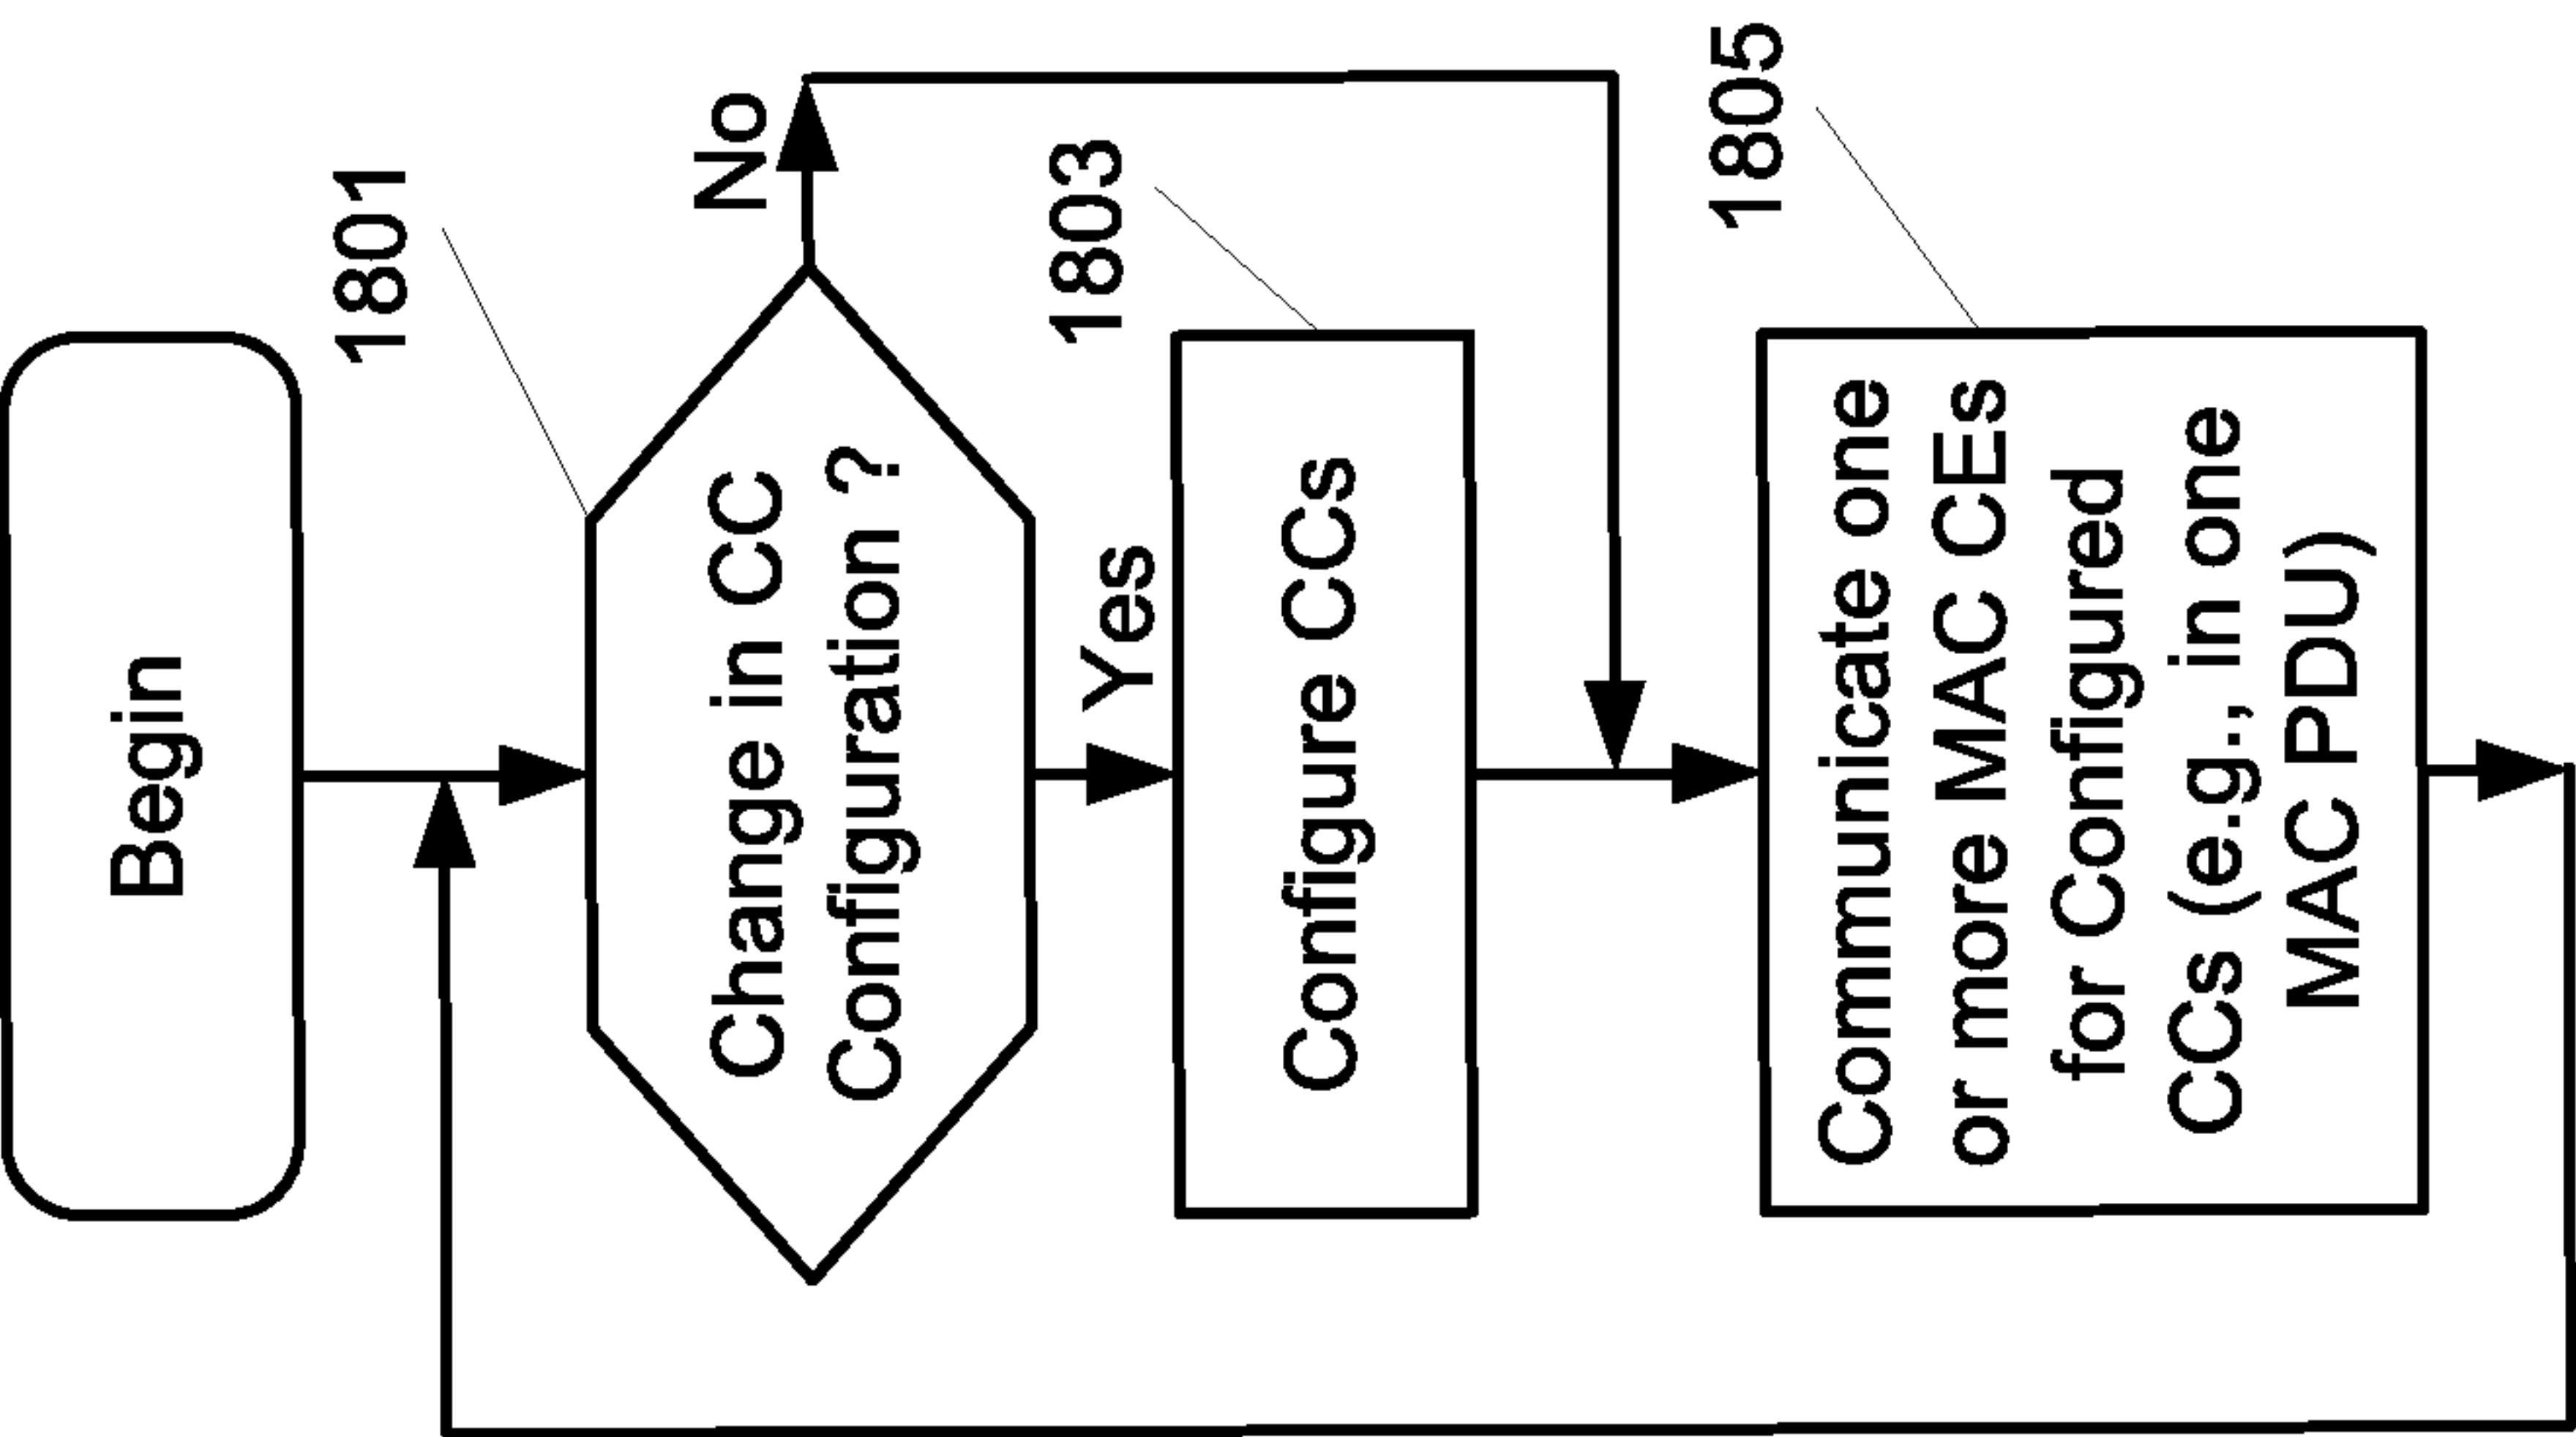 Begin
1801
Change in CC
Configuration ?
No
Yes
1803
Configure CCs
1805
Communicate one
or more MAC CEs
for Configured
CCs (e.g., in one
MAC PDU)